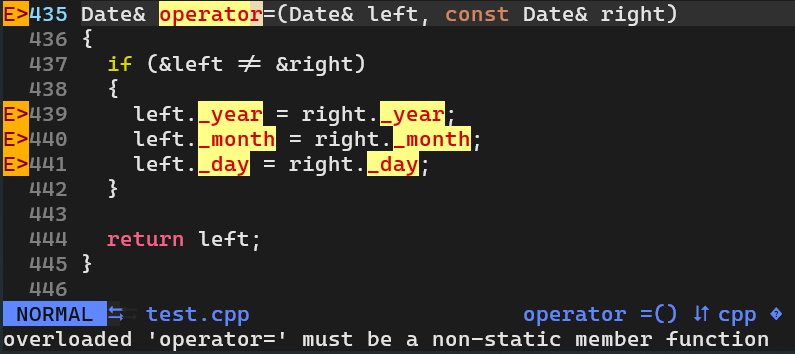 E>435 Date& operator=(Date& left, const Date& right)
436 {
437   if (&left ≠ &right)
438   {
E>439     left._year = right._year;
E>440     left._month = right._month;
E>441     left._day = right._day;
442   }
443
444   return left;
445 }
446
NORMAL test.cpp operator =() cpp
overloaded 'operator=' must be a non-static member function